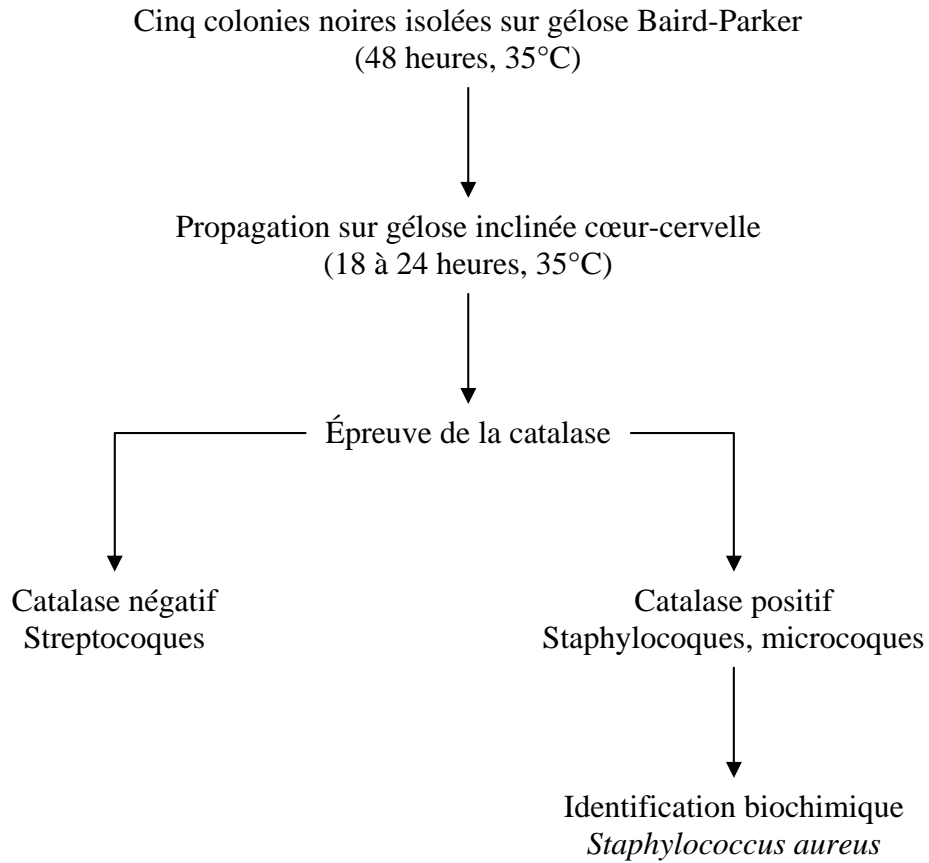 Cinq colonies noires isolées sur gélose Baird-Parker
(48 heures, 35°C)
Propagation sur gélose inclinée cœur-cervelle
(18 à 24 heures, 35°C)
Épreuve de la catalase
Catalase négatif
Streptocoques
Catalase positif
Staphylocoques, microcoques
Identification biochimique
Staphylococcus aureus